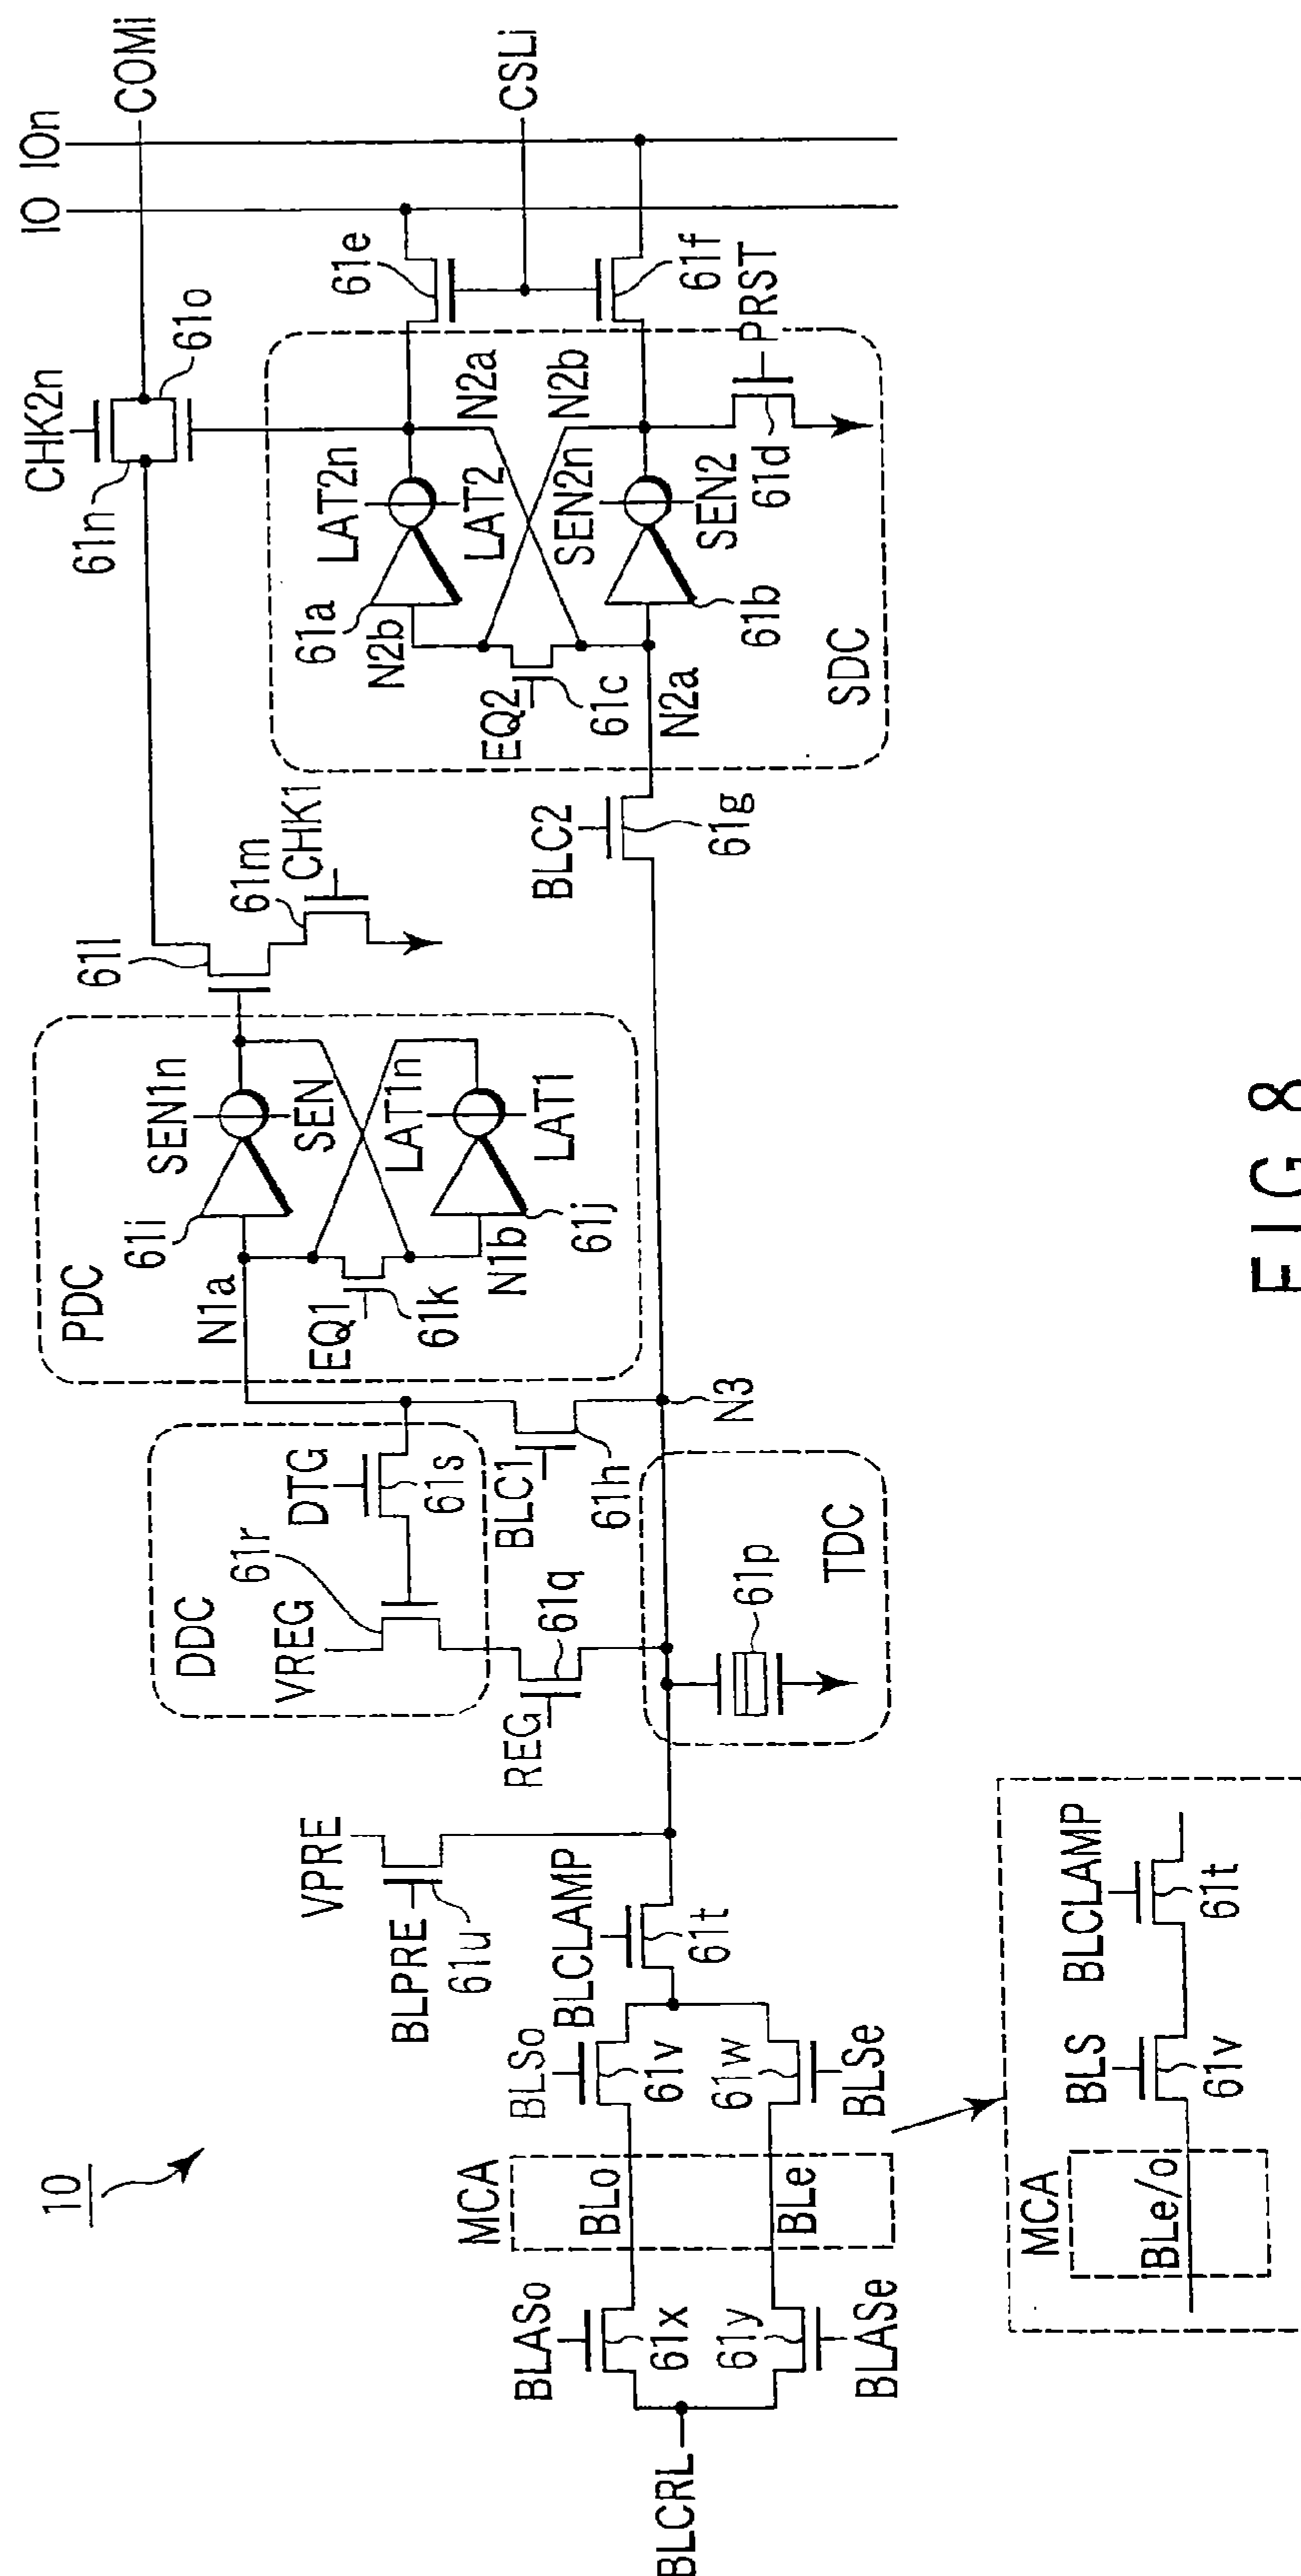 10
COMi
IO IOn
CHK2n
61n
61o
CSLi
61e
61f
LAT2n
LAT2
61a
N2a
N2b
N2b
SEN2n
SEN2
61b
61d
PRST
EQ2
61c
N2a
SDC
BLC2
61g
61l
61m
CHK1
PDC
SEN1n
SEN
61i
N1a
LAT1n
LAT1
61j
N1b
EQ1
61k
DDC
VREG
61r
DTG
61s
BLC1
61h
N3
REG
61q
TDC
61p
VPRE
BLPRE
61u
BLCLAMP
61t
BLSo
61v
61w
BLSe
MCA
BLo
BLe
BLASo
61x
61y
BLASe
BLCRL
MCA
BLe/o
BLS
61v
BLCLAMP
61t
FIG 8